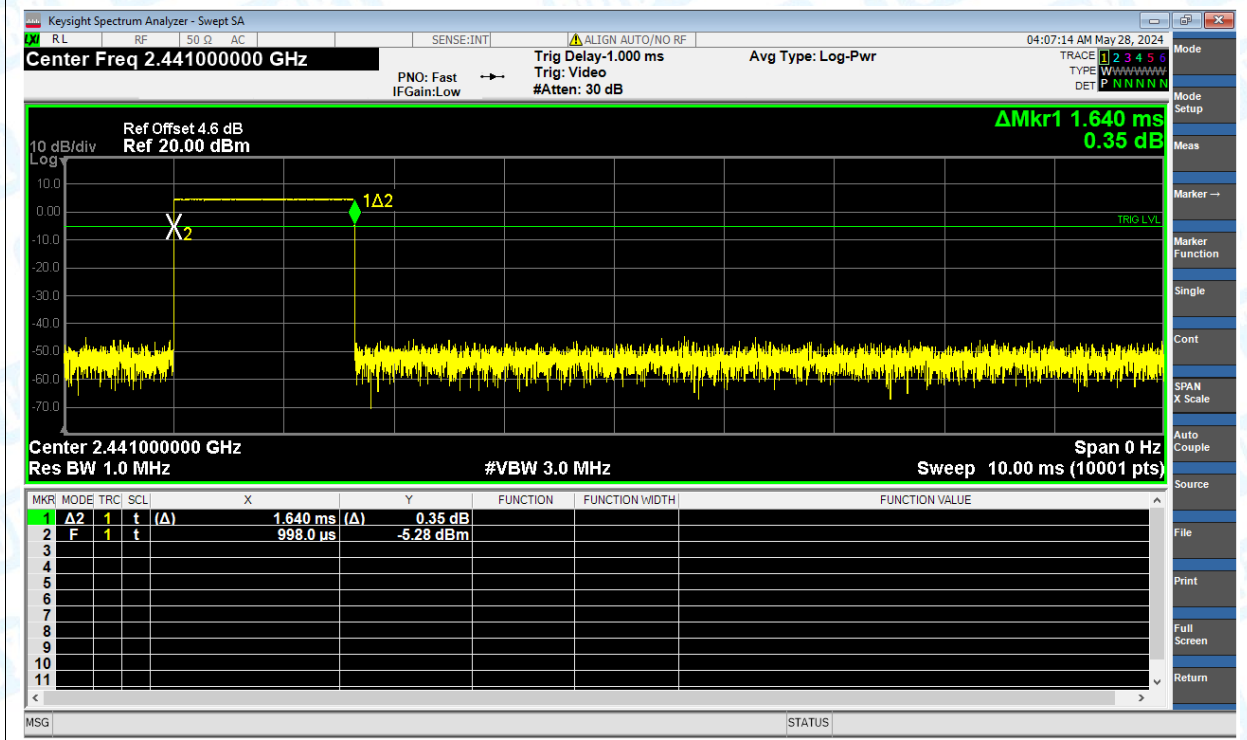 Keysight Spectrum Analyzer - Swept SA
LXI RL RF 50 Ω AC SENSE:INT ALIGN AUTO/NO RF 04:07:14 AM May 28, 2024
Center Freq 2.441000000 GHz
PNO: Fast
IFGain:Low
Trig Delay-1.000 ms
Trig: Video
#Atten: 30 dB
Avg Type: Log-Pwr
TRACE 1 2 3 4 5 6
TYPE WWWWWW
DET P N N N N N
ΔMkr1 1.640 ms
0.35 dB
Ref Offset 4.6 dB
10 dB/div Ref 20.00 dBm
Log
10.0
0.00
-10.0
-20.0
-30.0
-40.0
-50.0
-60.0
-70.0
1Δ2
2
TRIG LVL
Center 2.441000000 GHz Span 0 Hz
Res BW 1.0 MHz #VBW 3.0 MHz Sweep 10.00 ms (10001 pts)
MKR MODE TRC SCL X Y FUNCTION FUNCTION WIDTH FUNCTION VALUE
1 Δ2 1 t (Δ) 1.640 ms (Δ) 0.35 dB
2 F 1 t 998.0 µs -5.28 dBm
3
4
5
6
7
8
9
10
11
MSG STATUS
Mode
Mode
Setup
Meas
Marker →
Marker
Function
Single
Cont
SPAN
X Scale
Auto
Couple
Source
File
Print
Full
Screen
Return